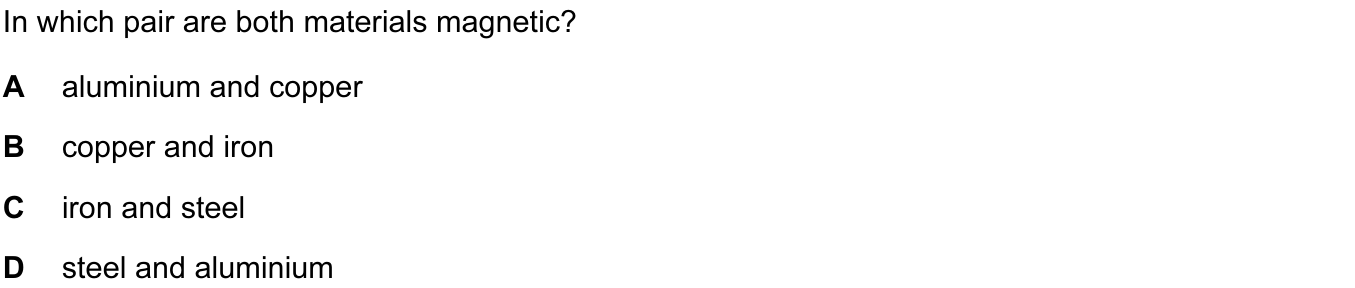 In which pair are both materials magnetic?
A aluminium and copper
B copper and iron
C iron and steel
D steel and aluminium